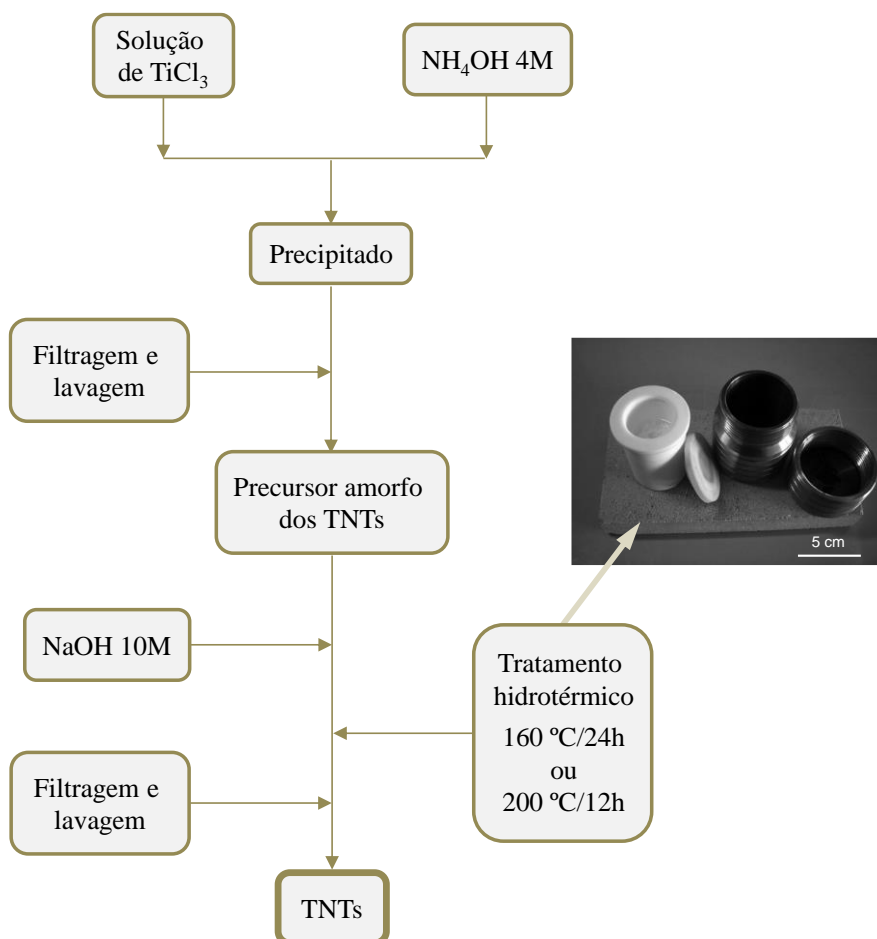 Solução
de TiCl₃
NH₄OH 4M
Precipitado
Filtragem e
lavagem
Precursor amorfo
dos TNTs
5 cm
NaOH 10M
Tratamento
hidrotérmico
160 ºC/24h
ou
200 ºC/12h
Filtragem e
lavagem
TNTs